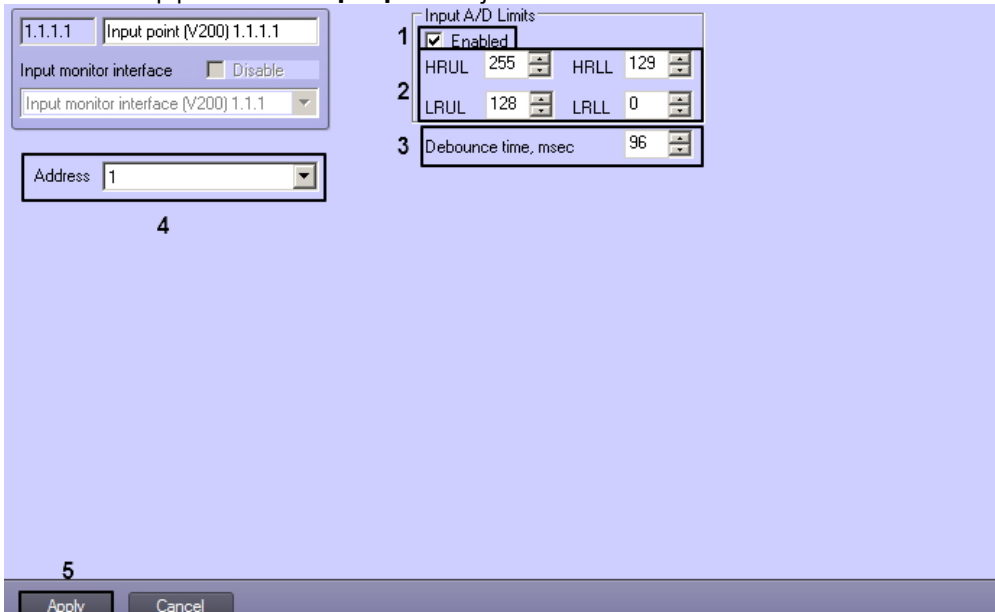 1.1.1.1 Input point (V200) 1.1.1.1
Input monitor interface Disable
Input monitor interface (V200) 1.1.1
Address 1
4
Input A/D Limits
1 Enabled
HRUL 255 HRLL 129
2
LRUL 128 LRLL 0
3 Debounce time, msec 96
5
Apply Cancel